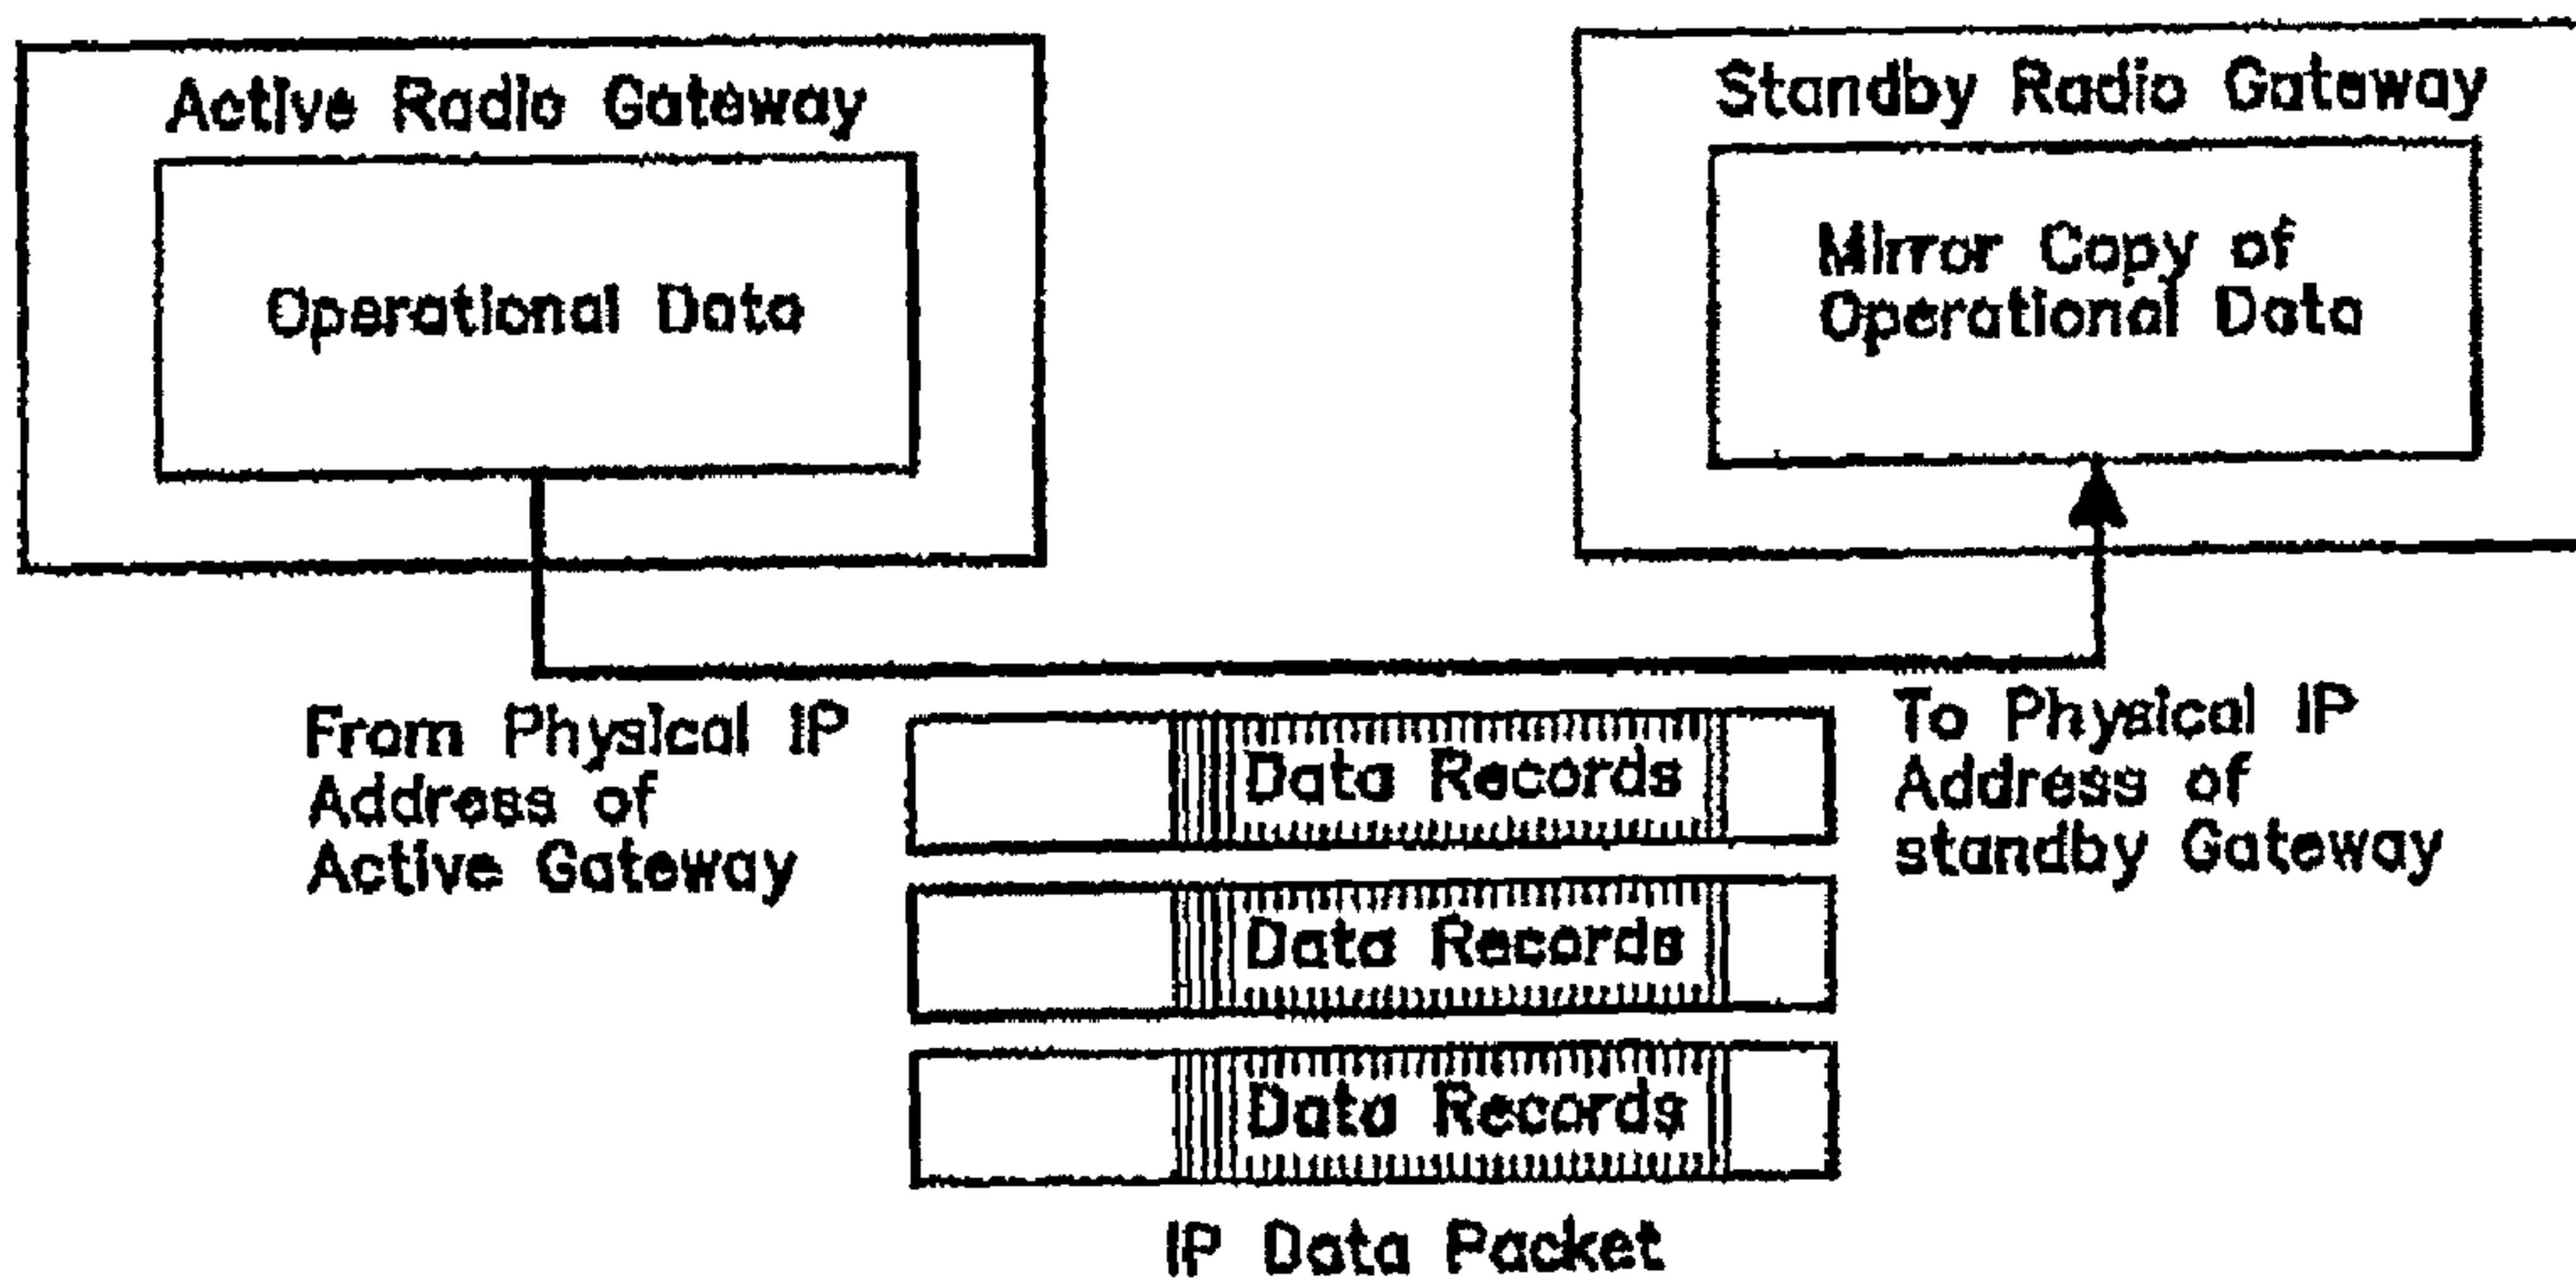 Active Radio Gateway
Operational Data
Standby Radio Gateway
Mirror Copy of
Operational Data
From Physical IP
Address of
Active Gateway
Data Records
Data Records
Data Records
To Physical IP
Address of
standby Gateway
IP Data Packet